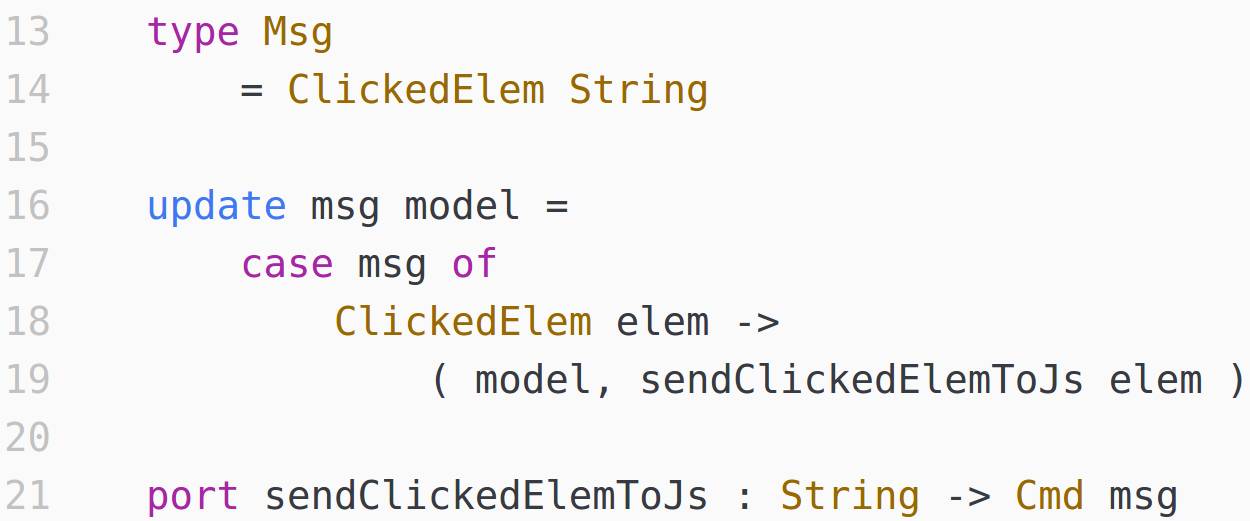 13    type Msg
14        = ClickedElem String
15
16    update msg model =
17        case msg of
18            ClickedElem elem ->
19                ( model, sendClickedElemToJs elem )
20
21    port sendClickedElemToJs : String -> Cmd msg